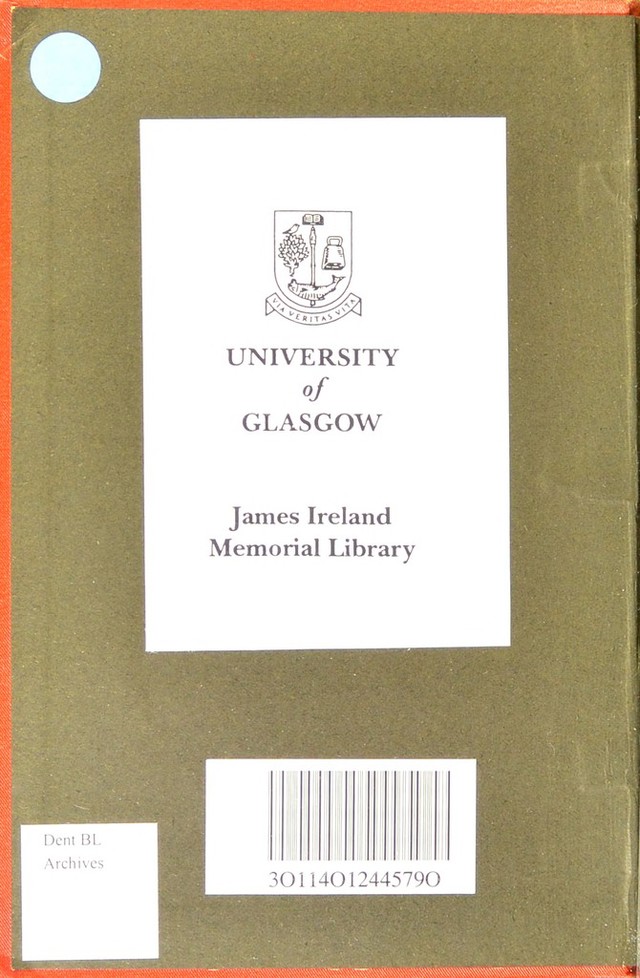 VIA VERITAS VITA
UNIVERSITY
of
GLASGOW
James Ireland
Memorial Library
30114012445790
Dent BL
Archives